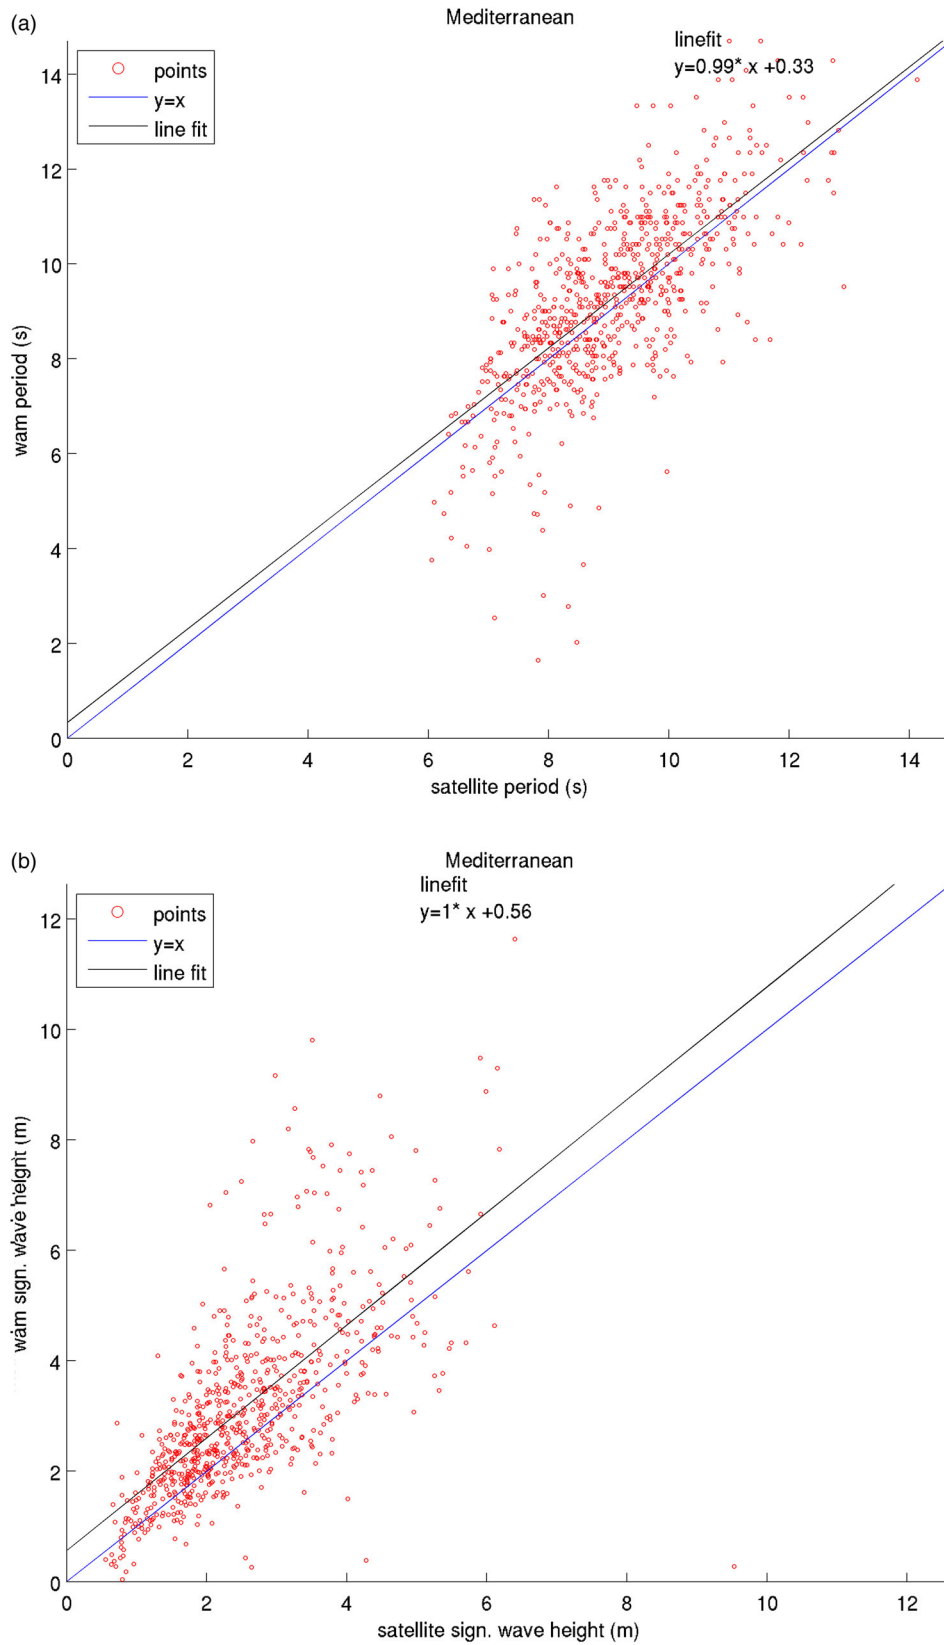 (a)
Mediterranean
linefit
y=0.99* x +0.33
points
y=x
line fit
14
12
10
8
6
4
2
0
wam period (s)
0 2 4 6 8 10 12 14
satellite period (s)
(b)
Mediterranean
linefit
y=1* x +0.56
points
y=x
line fit
12
10
8
6
4
2
0
wam sign. wave height (m)
0 2 4 6 8 10 12
satellite sign. wave height (m)